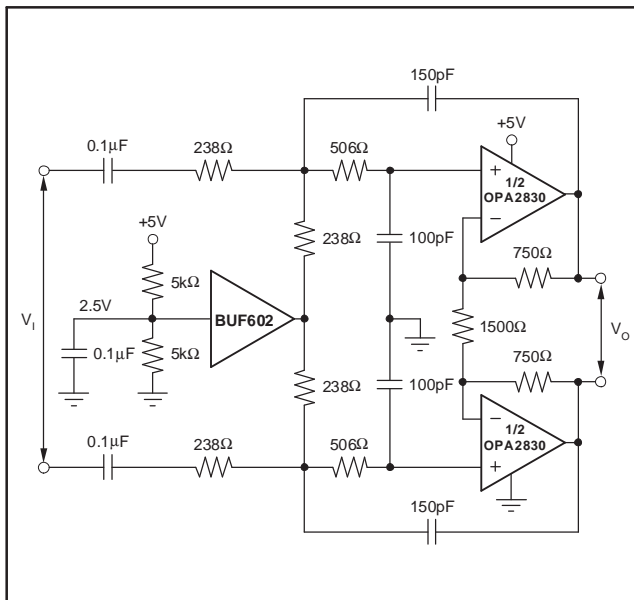 150pF
+5V
0.1μF
238Ω
506Ω
1/2
OPA2830
+
−
+5V
238Ω
100pF
750Ω
5kΩ
2.5V
BUF602
1500Ω
V_I
V_O
0.1μF
5kΩ
750Ω
238Ω
100pF
−
1/2
OPA2830
+
0.1μF
238Ω
506Ω
150pF